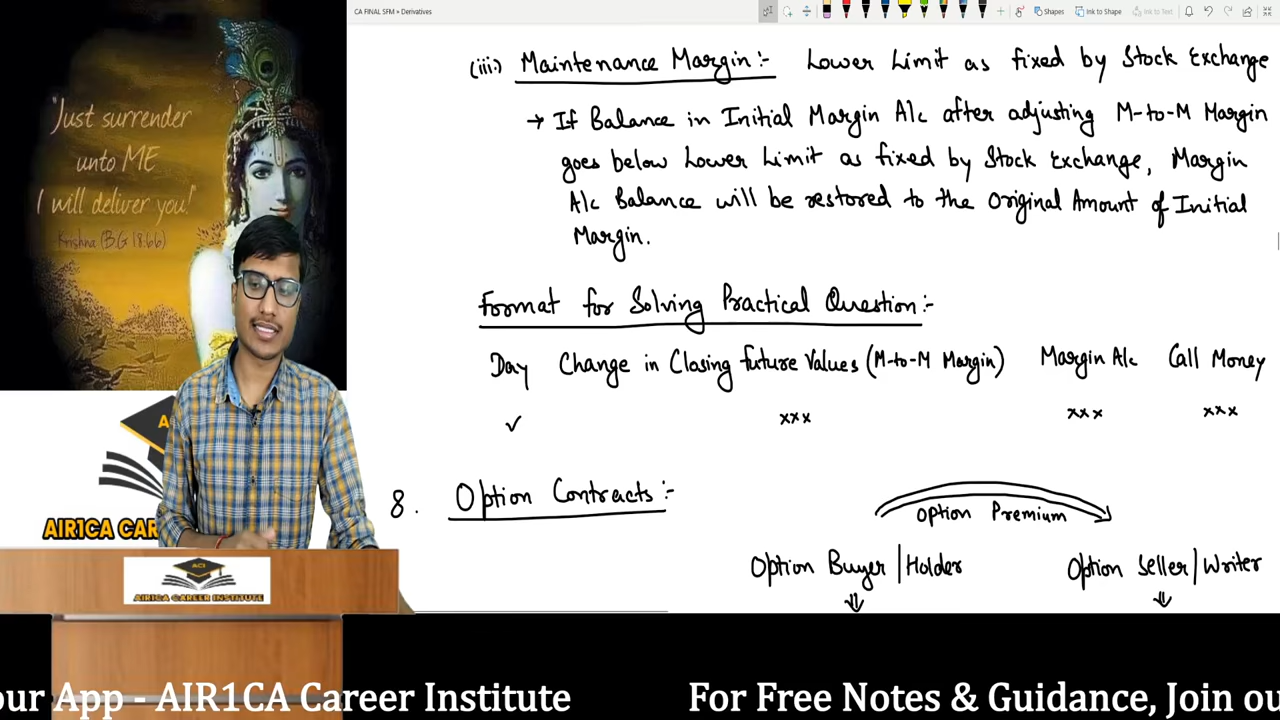 CA FINAL SFM » Derivatives
Shapes
Ink to Shape
Ink to Text
"Just surrender
unto ME
I will deliver you!"
- Krishna (B.G 18:66)
(iii) Maintenance Margin :- Lower Limit as fixed by Stock Exchange
→ If Balance in Initial Margin A/c after adjusting M-to-M Margin
goes below Lower Limit as fixed by Stock Exchange, Margin
A/c Balance will be restored to the Original Amount of Initial
Margin.
Format for Solving Practical Question :-
Day Change in Closing future Values (M-to-M Margin) Margin A/c Call Money
✓ xxx xxx xxx
8. Option Contracts :-
Option Premium
Option Buyer/Holder Option Seller/Writer
AIR1CA CAR
ACI
AIR1CA CAREER INSTITUTE
our App - AIR1CA Career Institute For Free Notes & Guidance, Join ou